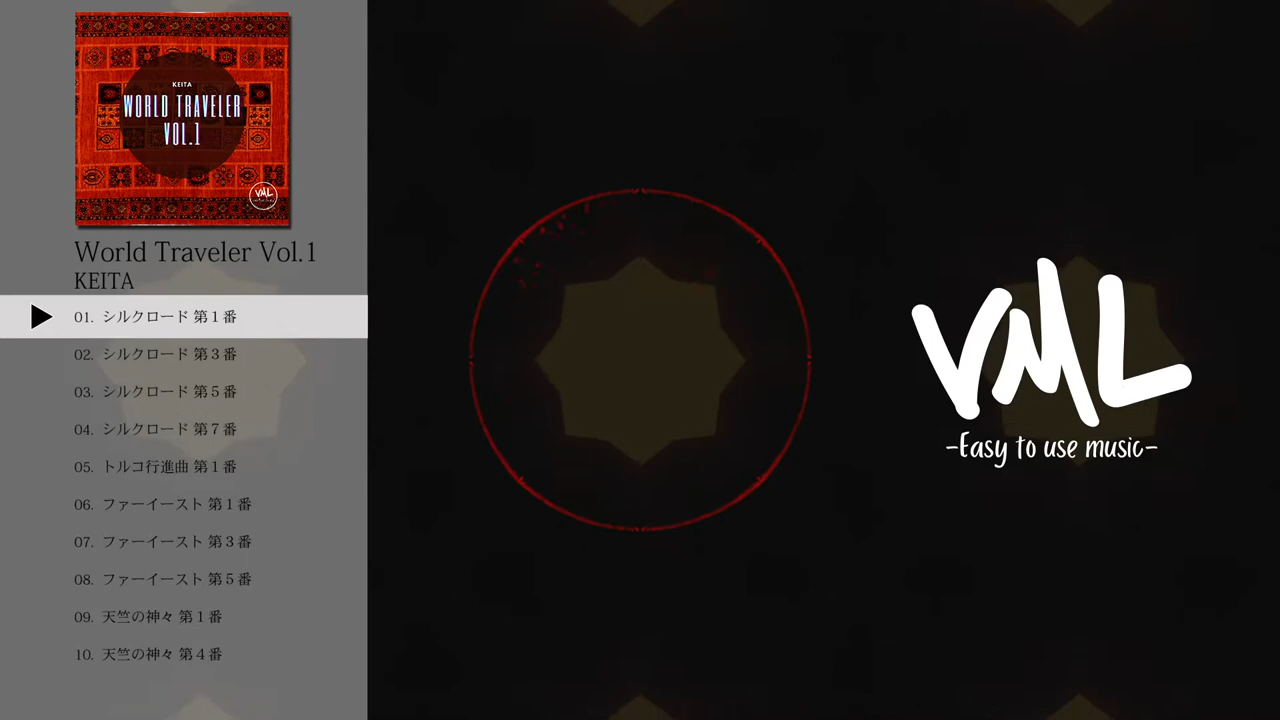 KEITA
WORLD TRAVELER
VOL.1
VML
World Traveler Vol.1
KEITA
01. シルクロード 第１番
02. シルクロード 第３番
03. シルクロード 第５番
04. シルクロード 第７番
05. トルコ行進曲 第１番
06. ファーイースト 第１番
07. ファーイースト 第３番
08. ファーイースト 第５番
09. 天竺の神々 第１番
10. 天竺の神々 第４番
VML
-Easy to use music-